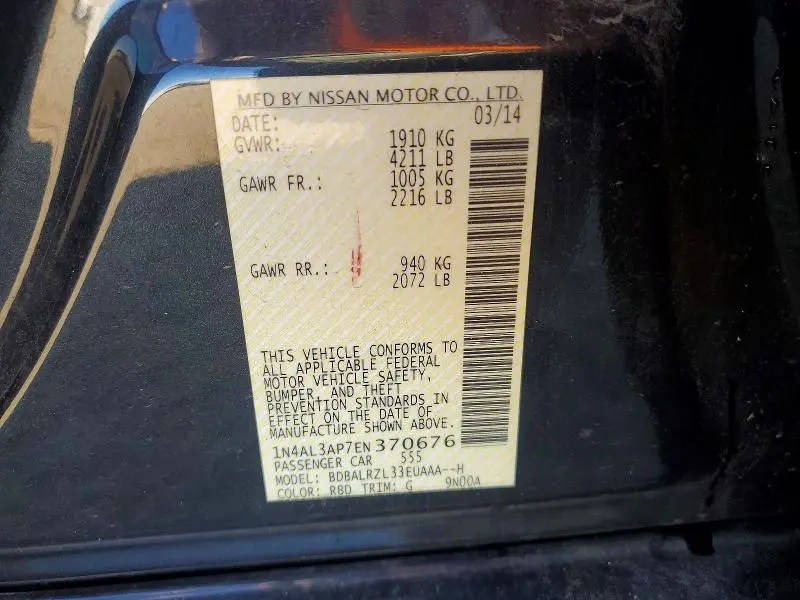 MFD BY NISSAN MOTOR CO., LTD.
DATE: 03/14
GVWR: 1910 KG
4211 LB
GAWR FR.: 1005 KG
2216 LB
GAWR RR.: 940 KG
2072 LB
THIS VEHICLE CONFORMS TO
ALL APPLICABLE FEDERAL
MOTOR VEHICLE SAFETY,
BUMPER, AND THEFT
PREVENTION STANDARDS IN
EFFECT ON THE DATE OF
MANUFACTURE SHOWN ABOVE.
1N4AL3AP7EN370676
PASSENGER CAR 555
MODEL: BDBALRZL33EUAAA--H
COLOR: RBD TRIM: G 9N00A